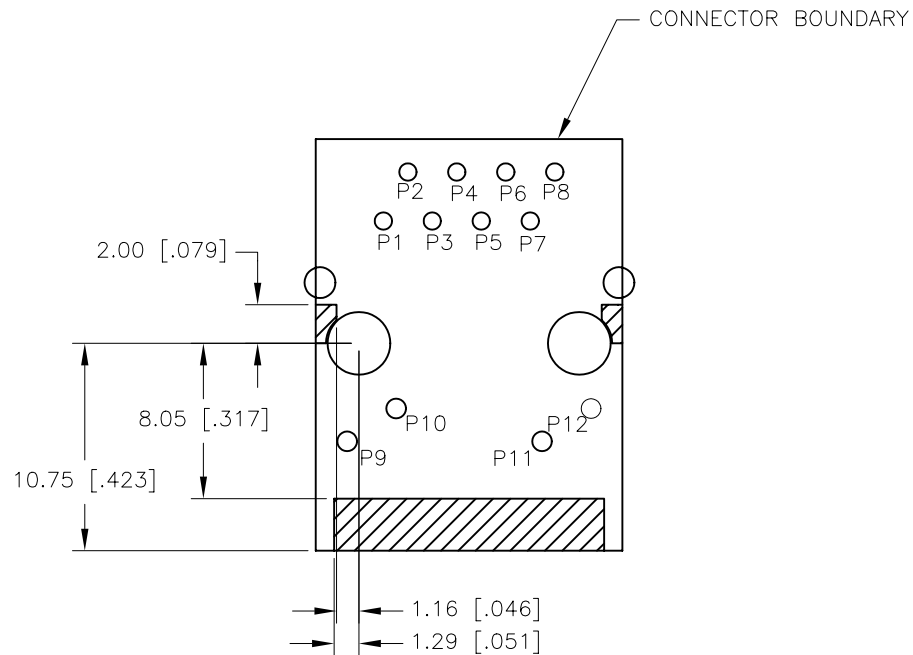 CONNECTOR BOUNDARY
P2 P4 P6 P8
P1 P3 P5 P7
2.00 [.079]
8.05 [.317]
10.75 [.423]
P10 P12
P9 P11
1.16 [.046]
1.29 [.051]